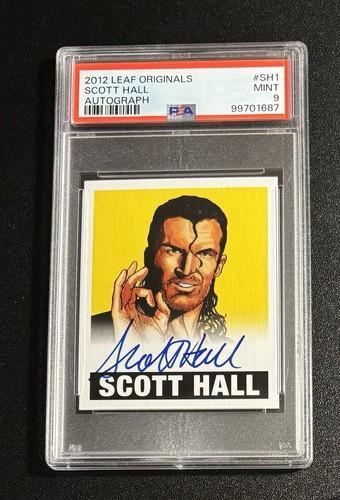 2012 LEAF ORIGINALS #SH1
SCOTT HALL MINT
AUTOGRAPH 9
PSA 99701687
Scott Hall
SCOTT HALL